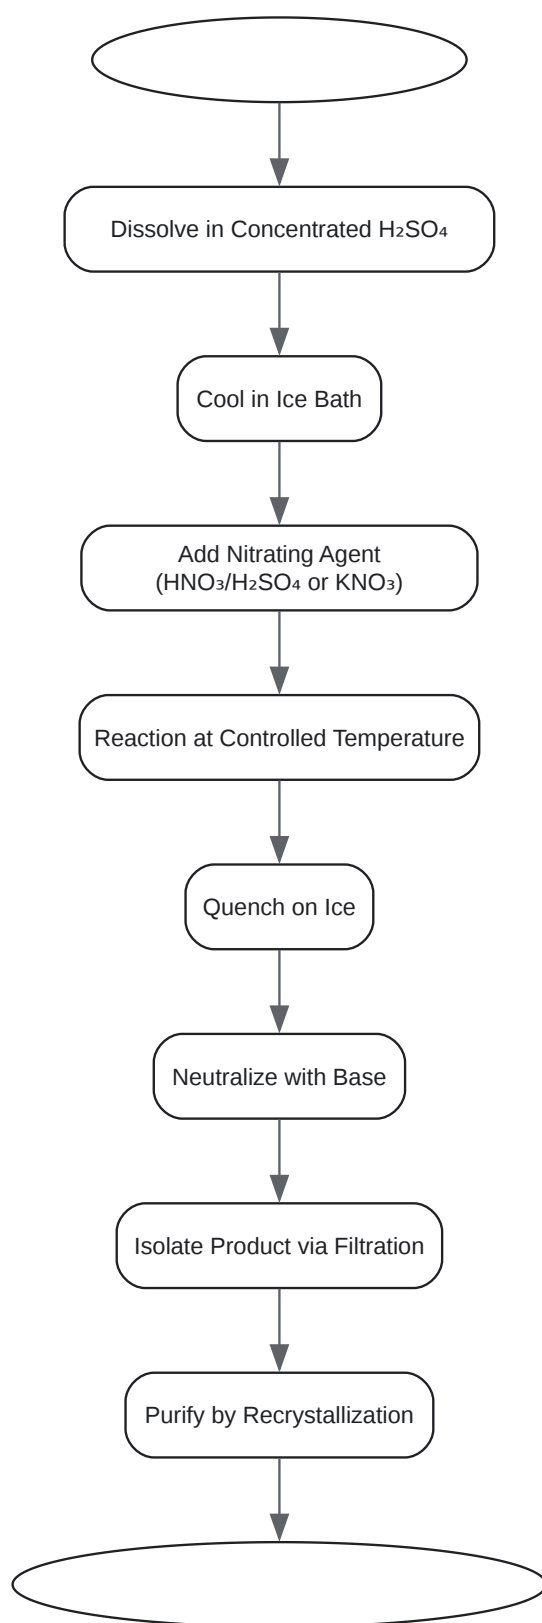 Dissolve in Concentrated H₂SO₄
Cool in Ice Bath
Add Nitrating Agent
(HNO₃/H₂SO₄ or KNO₃)
Reaction at Controlled Temperature
Quench on Ice
Neutralize with Base
Isolate Product via Filtration
Purify by Recrystallization